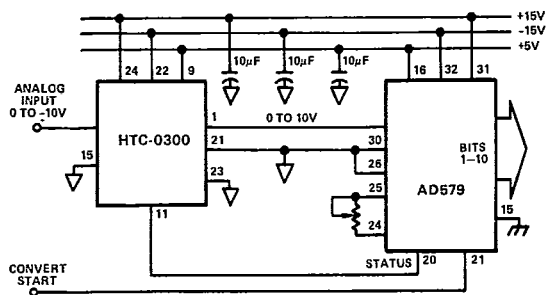 +15V
-15V
+5V
10µF
10µF
10µF
24
22
9
16
32
31
ANALOG
INPUT
0 TO -10V
HTC-0300
1
0 TO 10V
21
30
BITS
1-10
15
26
23
25
AD579
11
24
15
STATUS
20
21
CONVERT
START